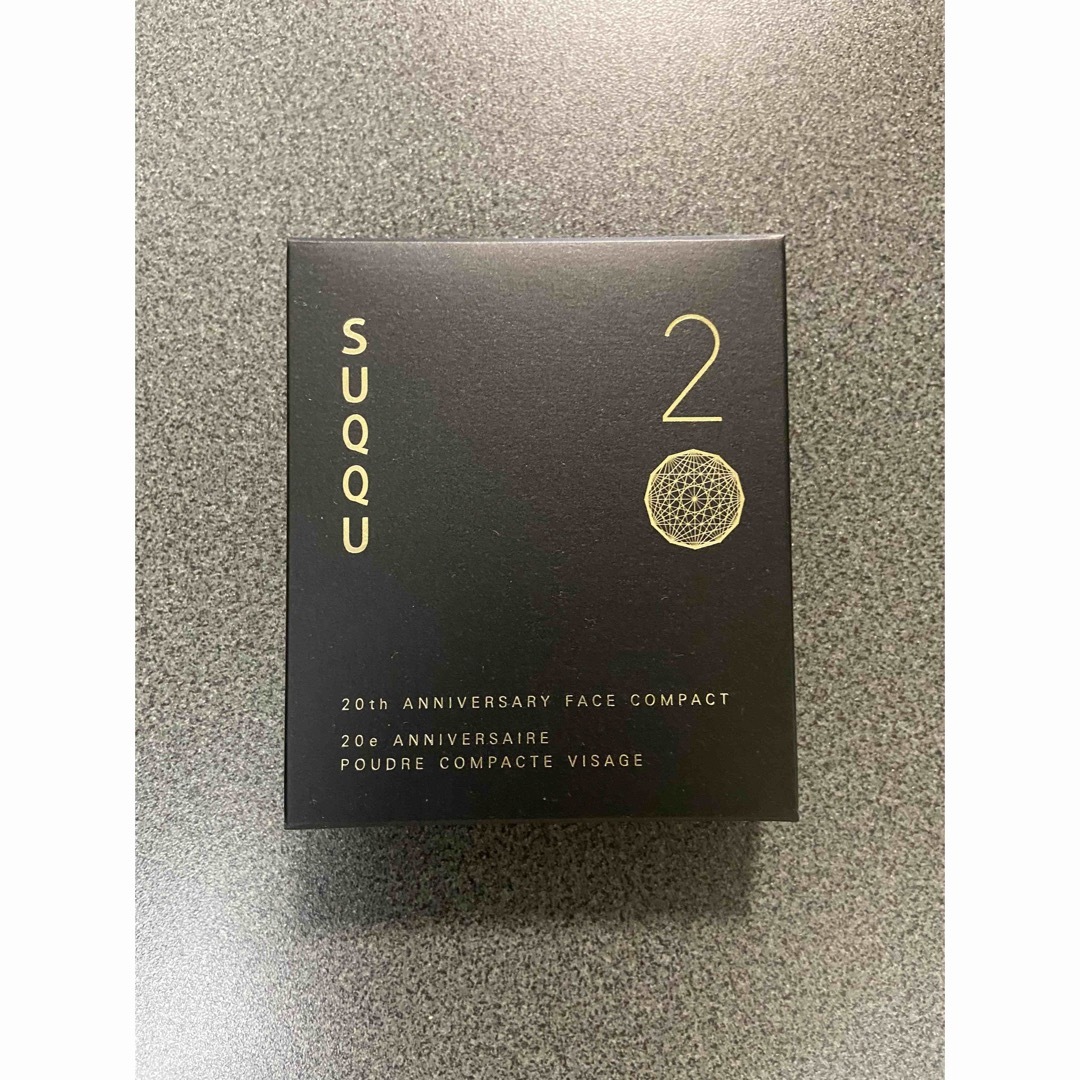 SUQQU
2
20th ANNIVERSARY FACE COMPACT
20e ANNIVERSAIRE
POUDRE COMPACTE VISAGE